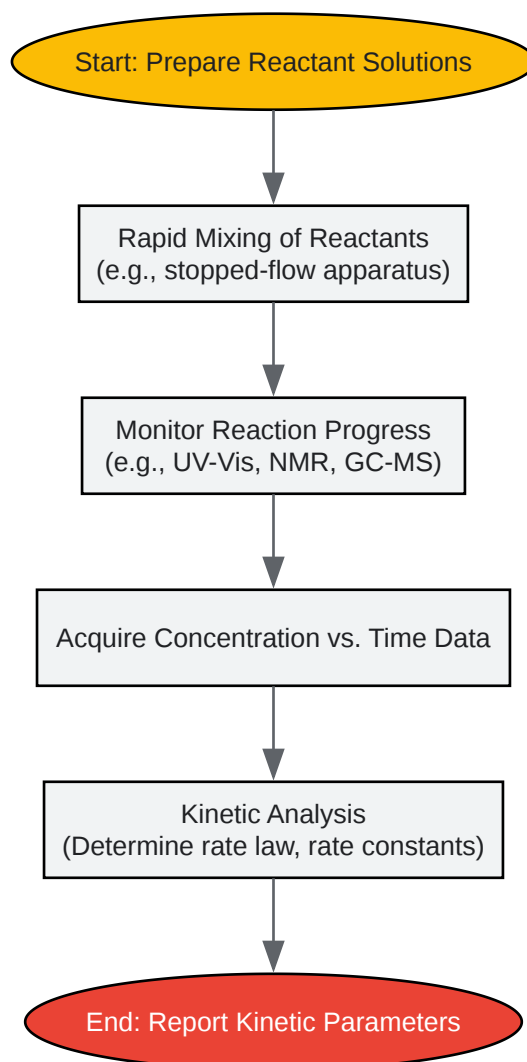 Start: Prepare Reactant Solutions
Rapid Mixing of Reactants
(e.g., stopped-flow apparatus)
Monitor Reaction Progress
(e.g., UV-Vis, NMR, GC-MS)
Acquire Concentration vs. Time Data
Kinetic Analysis
(Determine rate law, rate constants)
End: Report Kinetic Parameters